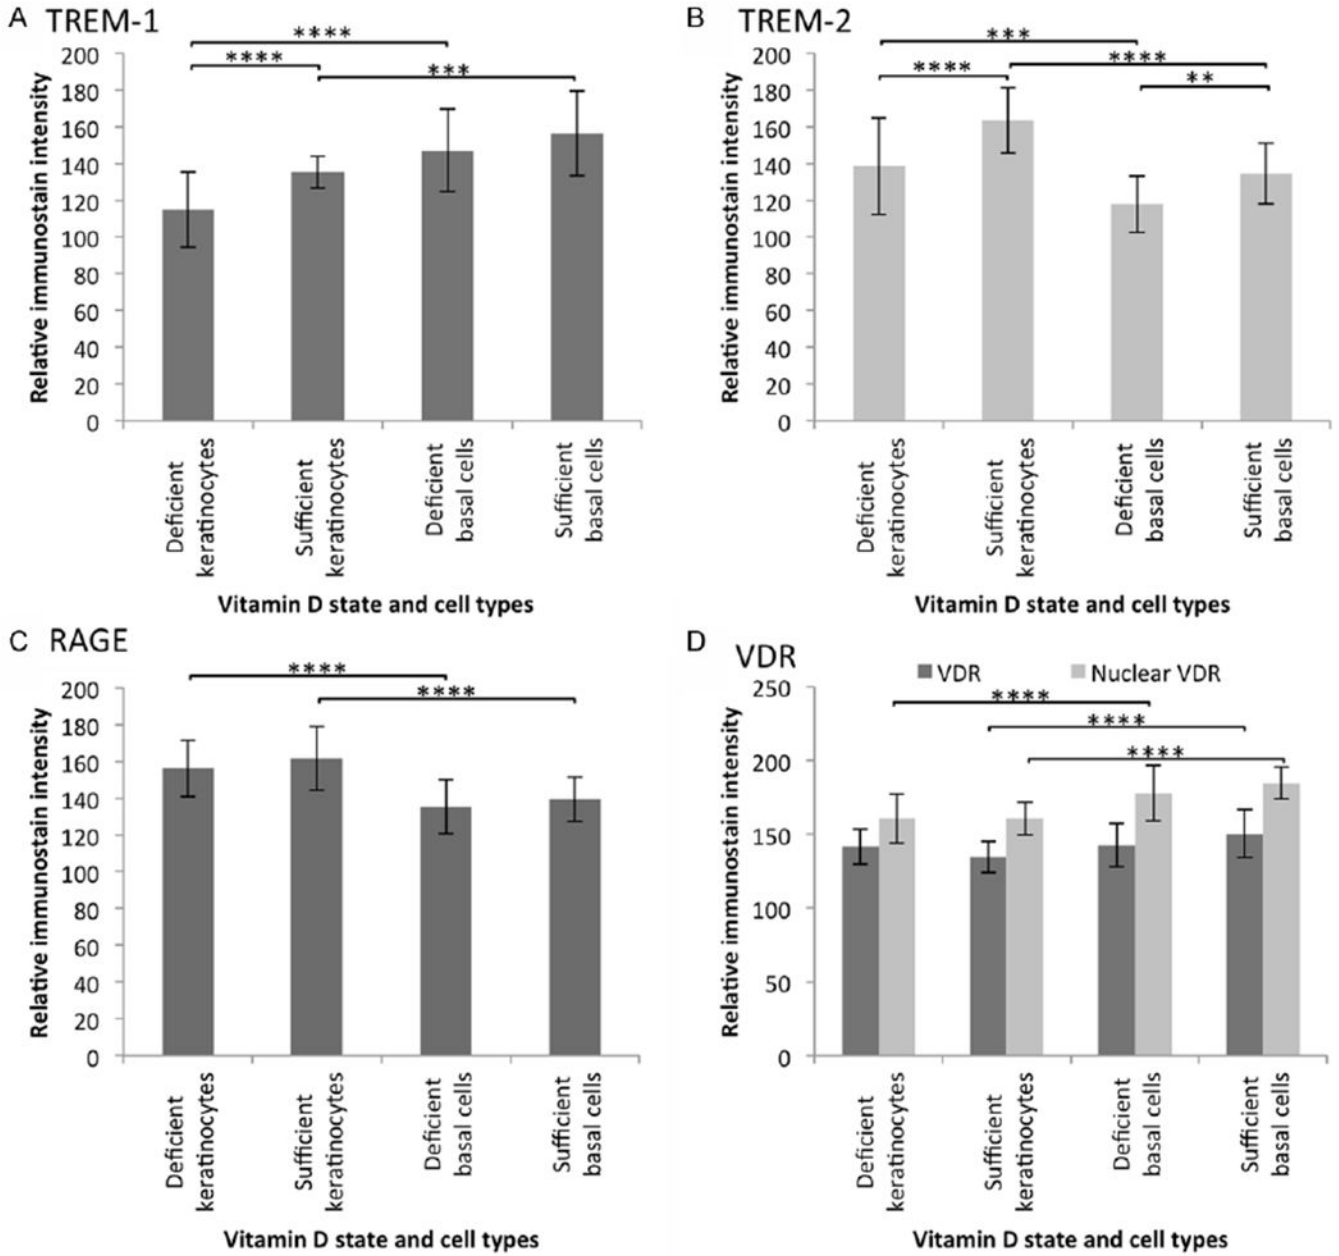 A TREM-1
****
****
***
200
180
160
140
120
100
80
60
40
20
0
Relative immunostain intensity
Deficient
keratinocytes
Sufficient
keratinocytes
Deficient
basal cells
Sufficient
basal cells
Vitamin D state and cell types
B TREM-2
***
****
****
**
200
180
160
140
120
100
80
60
40
20
0
Relative immunostain intensity
Deficient
keratinocytes
Sufficient
keratinocytes
Deficient
basal cells
Sufficient
basal cells
Vitamin D state and cell types
C RAGE
****
****
200
180
160
140
120
100
80
60
40
20
0
Relative immunostain intensity
Deficient
keratinocytes
Sufficient
keratinocytes
Deficient
basal cells
Sufficient
basal cells
Vitamin D state and cell types
D VDR
VDR Nuclear VDR
****
****
****
250
200
150
100
50
0
Relative immunostain intensity
Deficient
keratinocytes
Sufficient
keratinocytes
Deficient
basal cells
Sufficient
basal cells
Vitamin D state and cell types